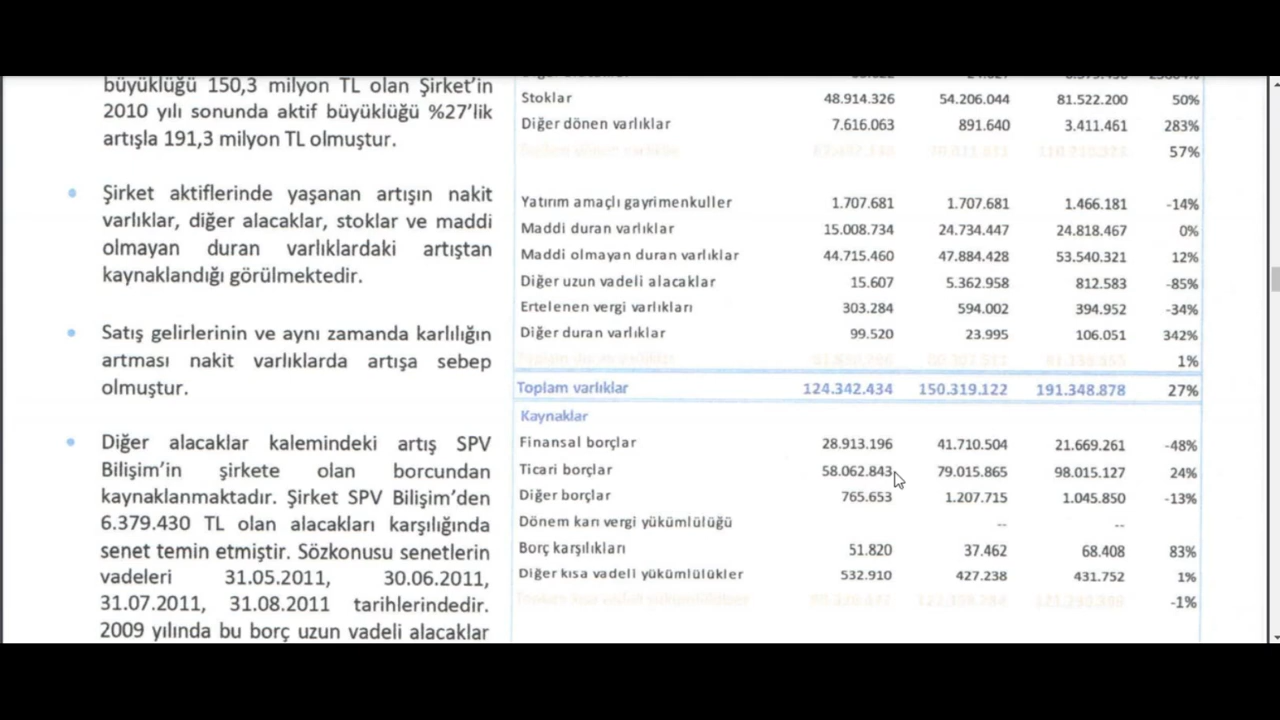 büyüklüğü 150,3 milyon TL olan Şirket'in
2010 yılı sonunda aktif büyüklüğü %27'lik
artışla 191,3 milyon TL olmuştur.
• Şirket aktiflerinde yaşanan artışın nakit
varlıklar, diğer alacaklar, stoklar ve maddi
olmayan duran varlıklardaki artıştan
kaynaklandığı görülmektedir.
• Satış gelirlerinin ve aynı zamanda karlılığın
artması nakit varlıklarda artışa sebep
olmuştur.
• Diğer alacaklar kalemindeki artış SPV
Bilişim'in şirkete olan borcundan
kaynaklanmaktadır. Şirket SPV Bilişim'den
6.379.430 TL olan alacakları karşılığında
senet temin etmiştir. Sözkonusu senetlerin
vadeleri 31.05.2011, 30.06.2011,
31.07.2011, 31.08.2011 tarihlerindedir.
2009 yılında bu borç uzun vadeli alacaklar
Stoklar 48.914.326 54.206.044 81.522.200 50%
Diğer dönen varlıklar 7.616.063 891.640 3.411.461 283%
57%
Yatırım amaçlı gayrimenkuller 1.707.681 1.707.681 1.466.181 -14%
Maddi duran varlıklar 15.008.734 24.734.447 24.818.467 0%
Maddi olmayan duran varlıklar 44.715.460 47.884.428 53.540.321 12%
Diğer uzun vadeli alacaklar 15.607 5.362.958 812.583 -85%
Ertelenen vergi varlıkları 303.284 594.002 394.952 -34%
Diğer duran varlıklar 99.520 23.995 106.051 342%
1%
Toplam varlıklar 124.342.434 150.319.122 191.348.878 27%
Kaynaklar
Finansal borçlar 28.913.196 41.710.504 21.669.261 -48%
Ticari borçlar 58.062.843 79.015.865 98.015.127 24%
Diğer borçlar 765.653 1.207.715 1.045.850 -13%
Dönem karı vergi yükümlülüğü -- --
Borç karşılıkları 51.820 37.462 68.408 83%
Diğer kısa vadeli yükümlülükler 532.910 427.238 431.752 1%
-1%